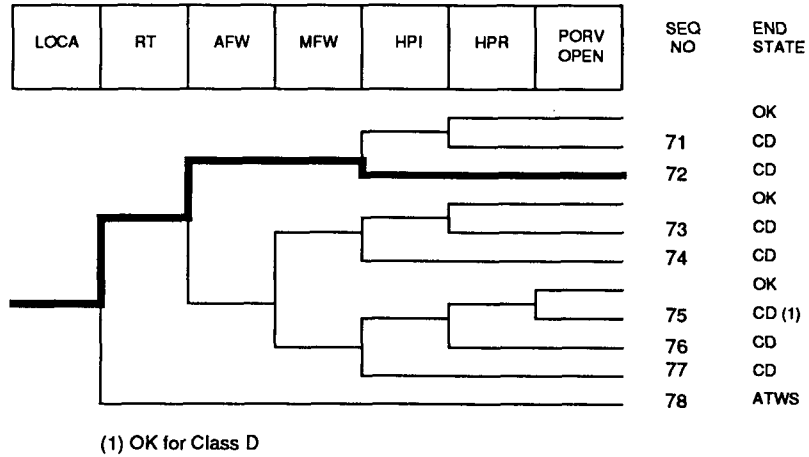 LOCA RT AFW MFW HPI HPR PORV OPEN SEQ NO END STATE
OK
71 CD
72 CD
OK
73 CD
74 CD
OK
75 CD (1)
76 CD
77 CD
78 ATWS
(1) OK for Class D